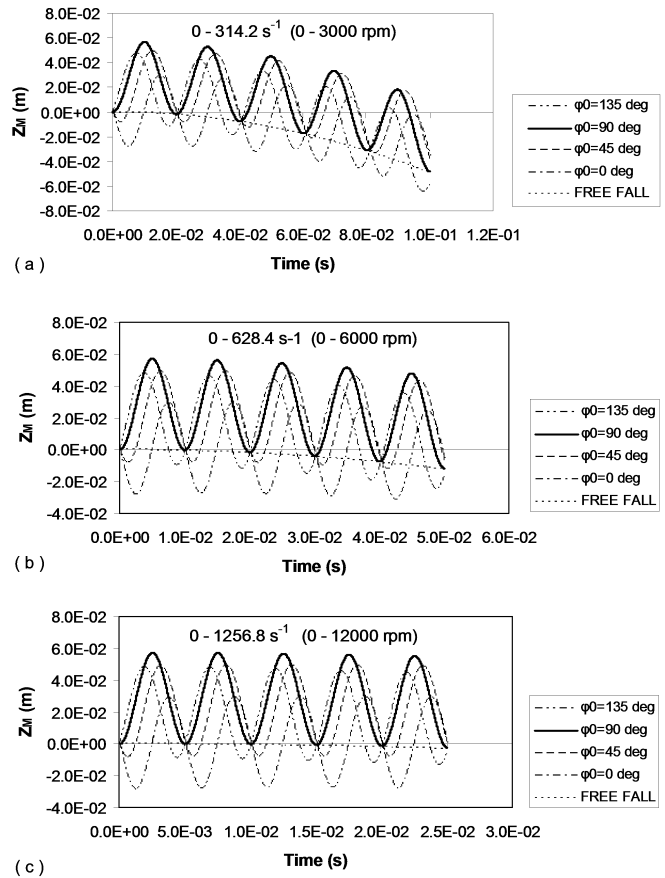 0 - 314.2 s-1 (0 - 3000 rpm)
8.0E-02
6.0E-02
4.0E-02
2.0E-02
0.0E+00
-2.0E-02
-4.0E-02
-6.0E-02
-8.0E-02
ZM (m)
0.0E+00 2.0E-02 4.0E-02 6.0E-02 8.0E-02 1.0E-01 1.2E-01
Time (s)
φ0=135 deg
φ0=90 deg
φ0=45 deg
φ0=0 deg
FREE FALL
( a )
0 - 628.4 s-1 (0 - 6000 rpm)
8.0E-02
6.0E-02
4.0E-02
2.0E-02
0.0E+00
-2.0E-02
-4.0E-02
ZM (m)
0.0E+00 1.0E-02 2.0E-02 3.0E-02 4.0E-02 5.0E-02 6.0E-02
Time (s)
φ0=135 deg
φ0=90 deg
φ0=45 deg
φ0=0 deg
FREE FALL
( b )
0 - 1256.8 s-1 (0 - 12000 rpm)
8.0E-02
6.0E-02
4.0E-02
2.0E-02
0.0E+00
-2.0E-02
-4.0E-02
ZM (m)
0.0E+00 5.0E-03 1.0E-02 1.5E-02 2.0E-02 2.5E-02 3.0E-02
Time (s)
φ0=135 deg
φ0=90 deg
φ0=45 deg
φ0=0 deg
FREE FALL
( c )